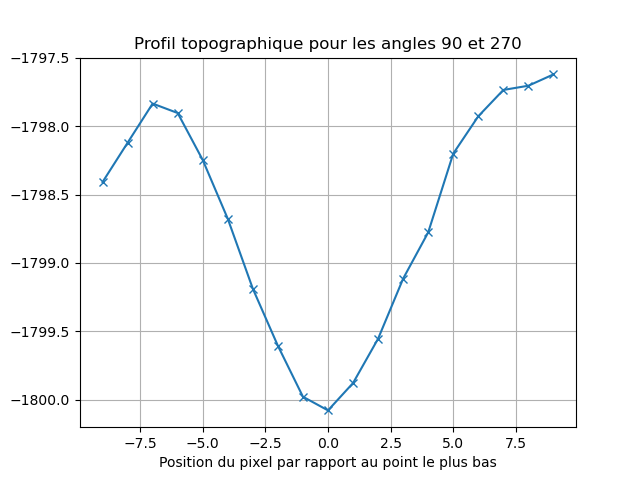 Profil topographique pour les angles 90 et 270
−1797.5
−1798.0
−1798.5
−1799.0
−1799.5
−1800.0
−7.5 −5.0 −2.5 0.0 2.5 5.0 7.5
Position du pixel par rapport au point le plus bas